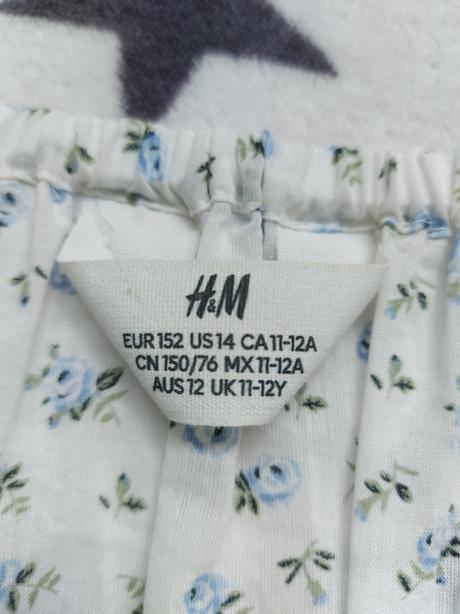 H&M
EUR 152 US 14 CA 11-12A
CN 150/76 MX 11-12A
AUS 12 UK 11-12Y